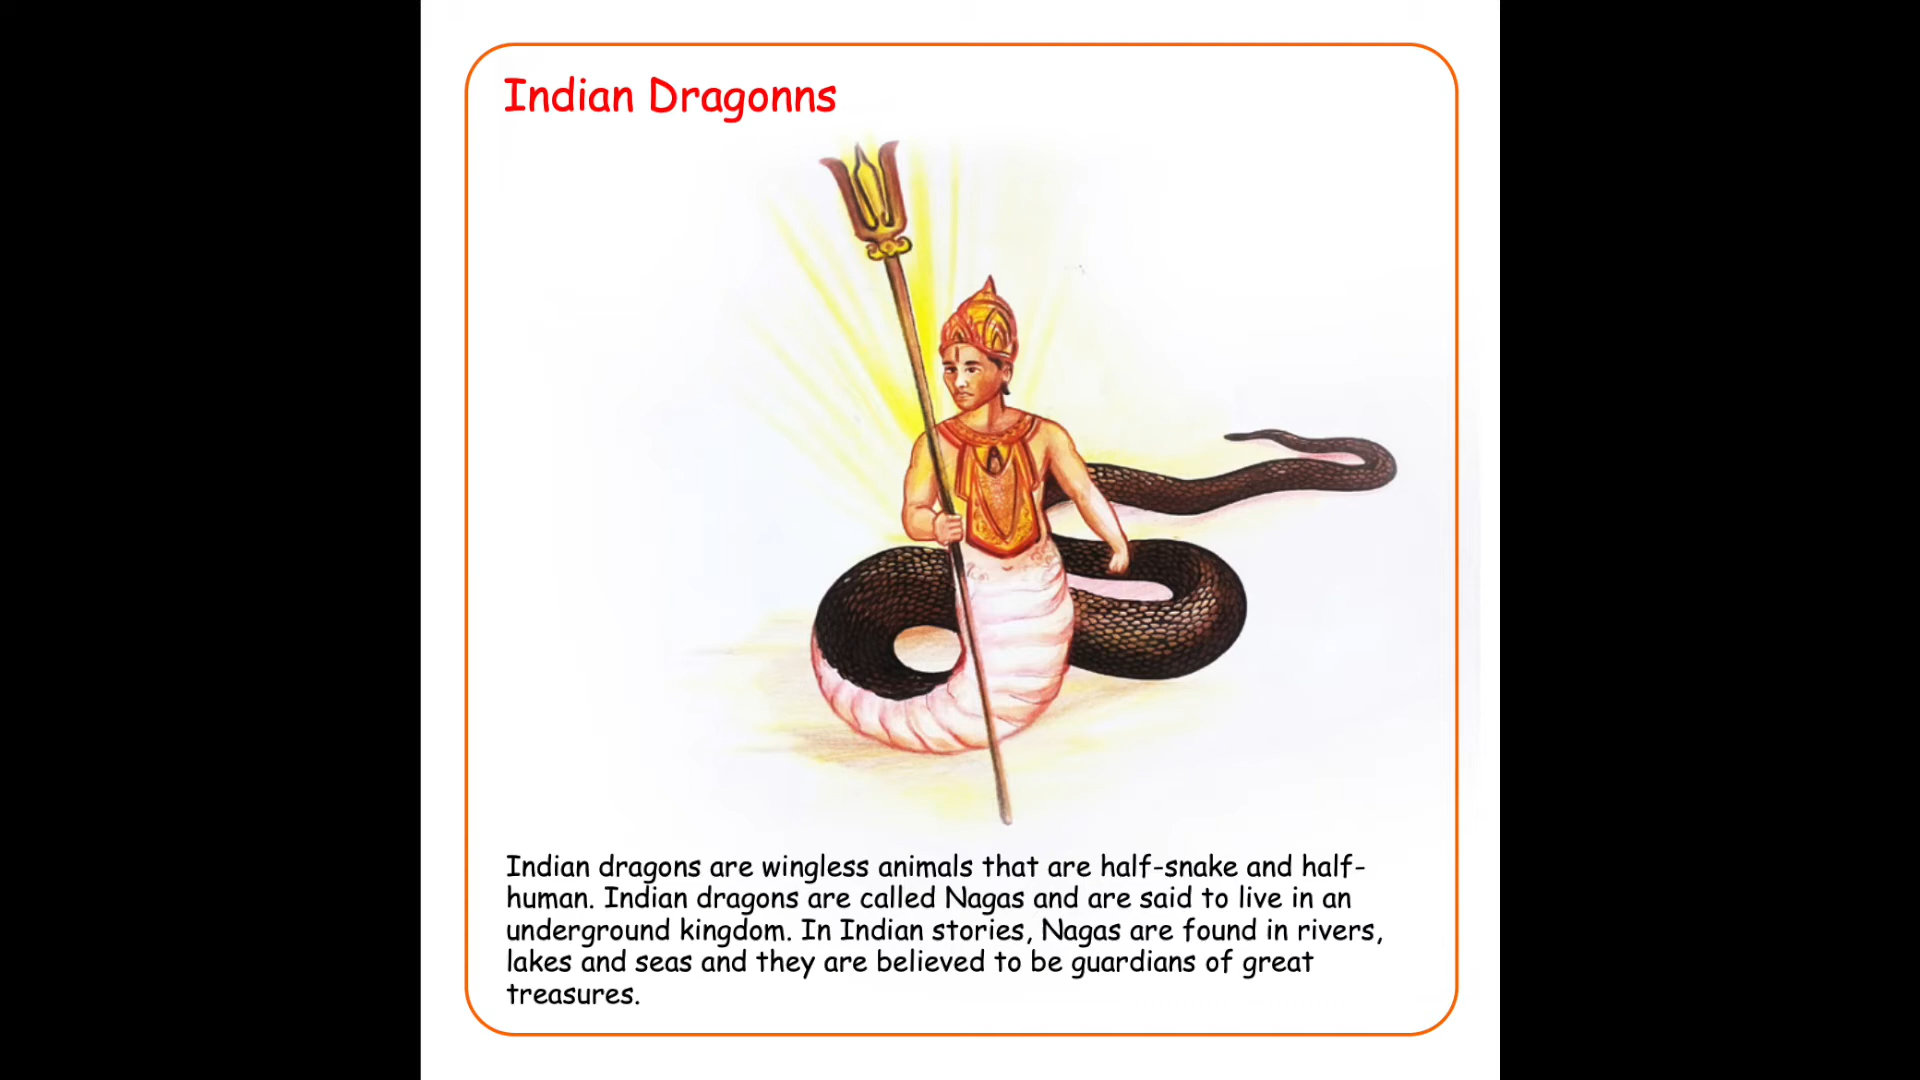 Indian Dragonns
Indian dragons are wingless animals that are half-snake and half-
human. Indian dragons are called Nagas and are said to live in an
underground kingdom. In Indian stories, Nagas are found in rivers,
lakes and seas and they are believed to be guardians of great
treasures.